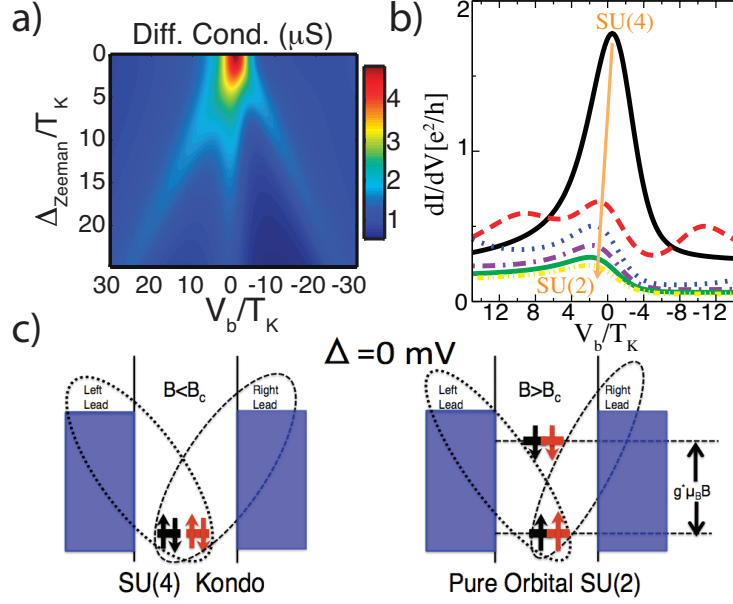 a)
Diff. Cond. (μS)
0
5
10
15
20
Δ_Zeeman/T_K
30 20 10 0 -10 -20 -30
V_b/T_K
4
3
2
1
b)
SU(4)
2
1
0
dI/dV[e²/h]
SU(2)
12 8 4 0 -4 -8 -12
V_b/T_K
c)
Δ =0 mV
Left
Lead
B<B_c
Right
Lead
SU(4) Kondo
Left
Lead
B>B_c
Right
Lead
g*μ_B B
Pure Orbital SU(2)